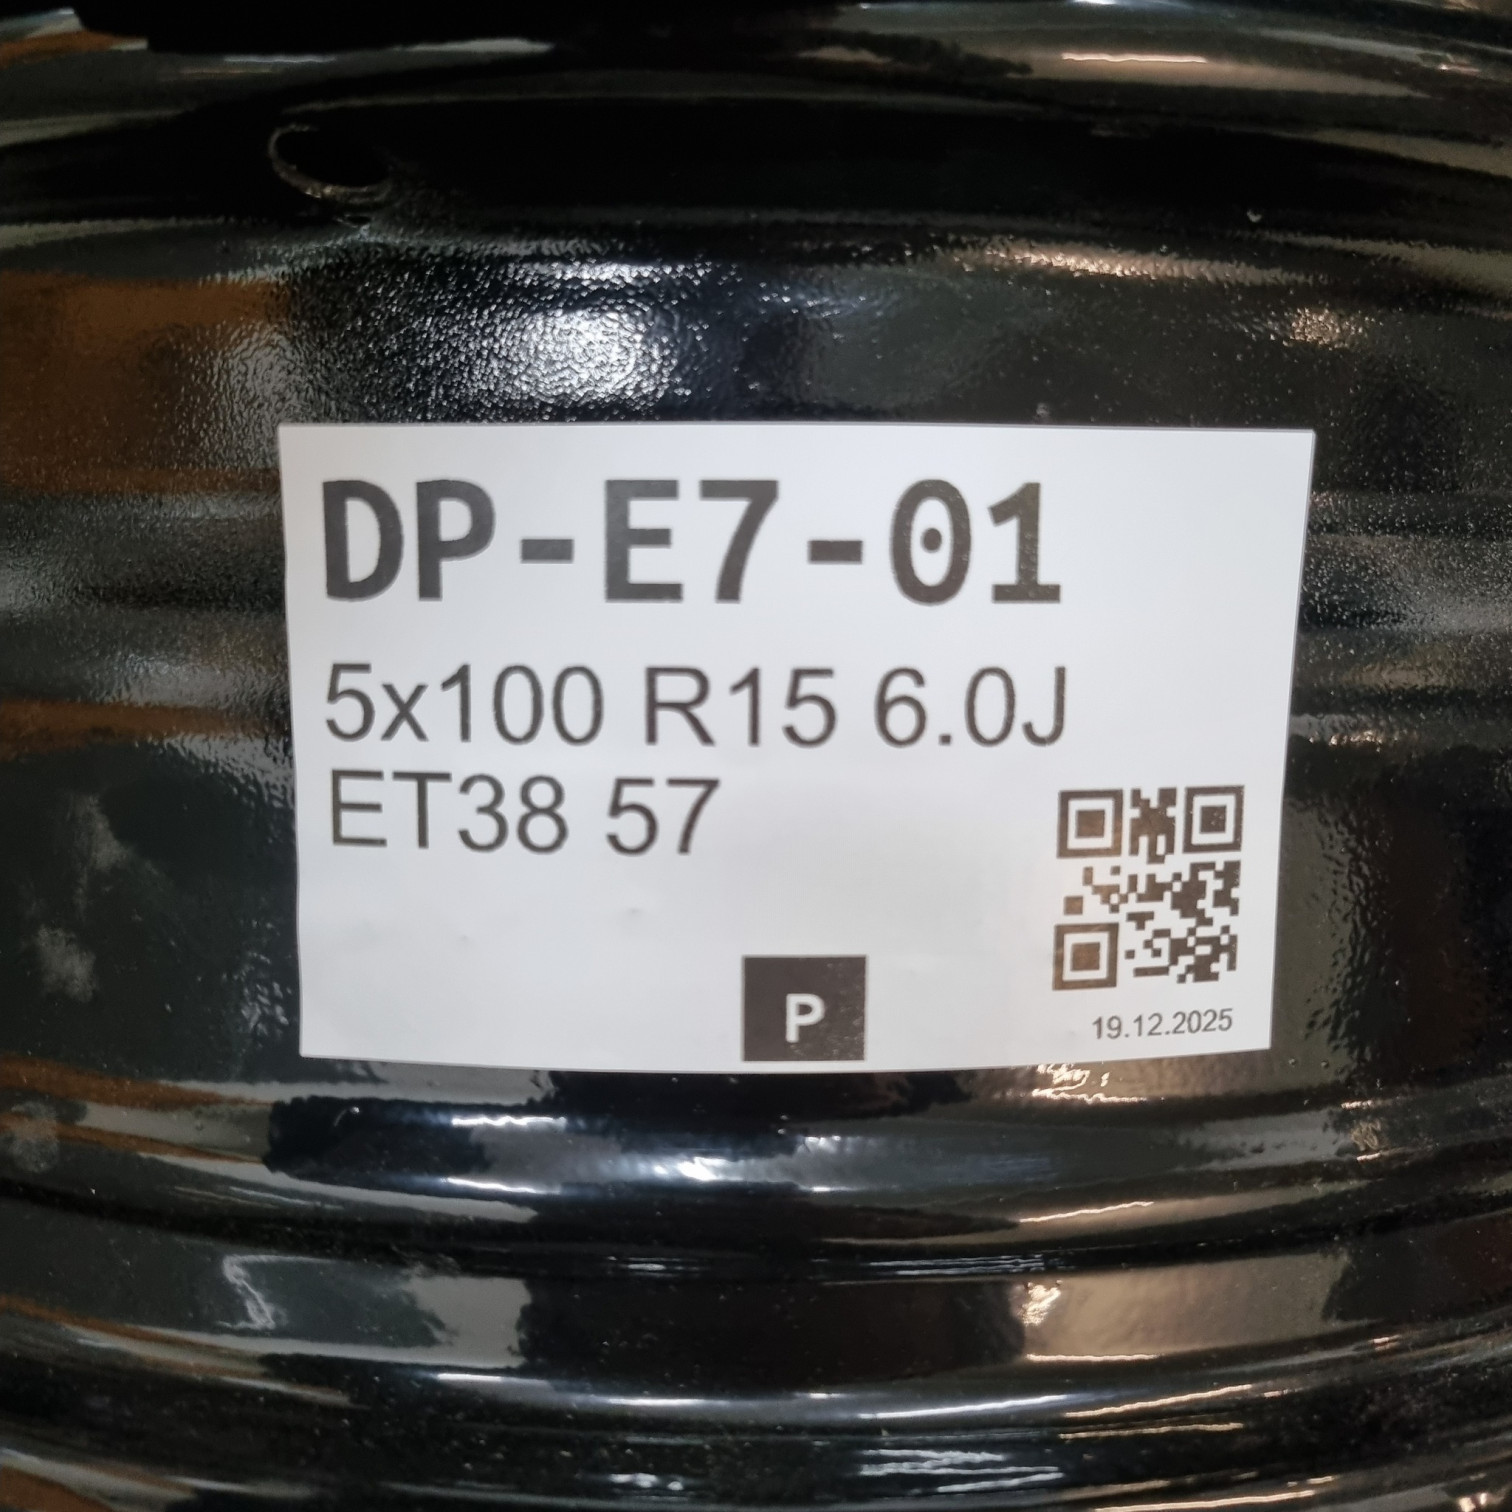 DP-E7-01
5x100 R15 6.0J
ET38 57
P
19.12.2025